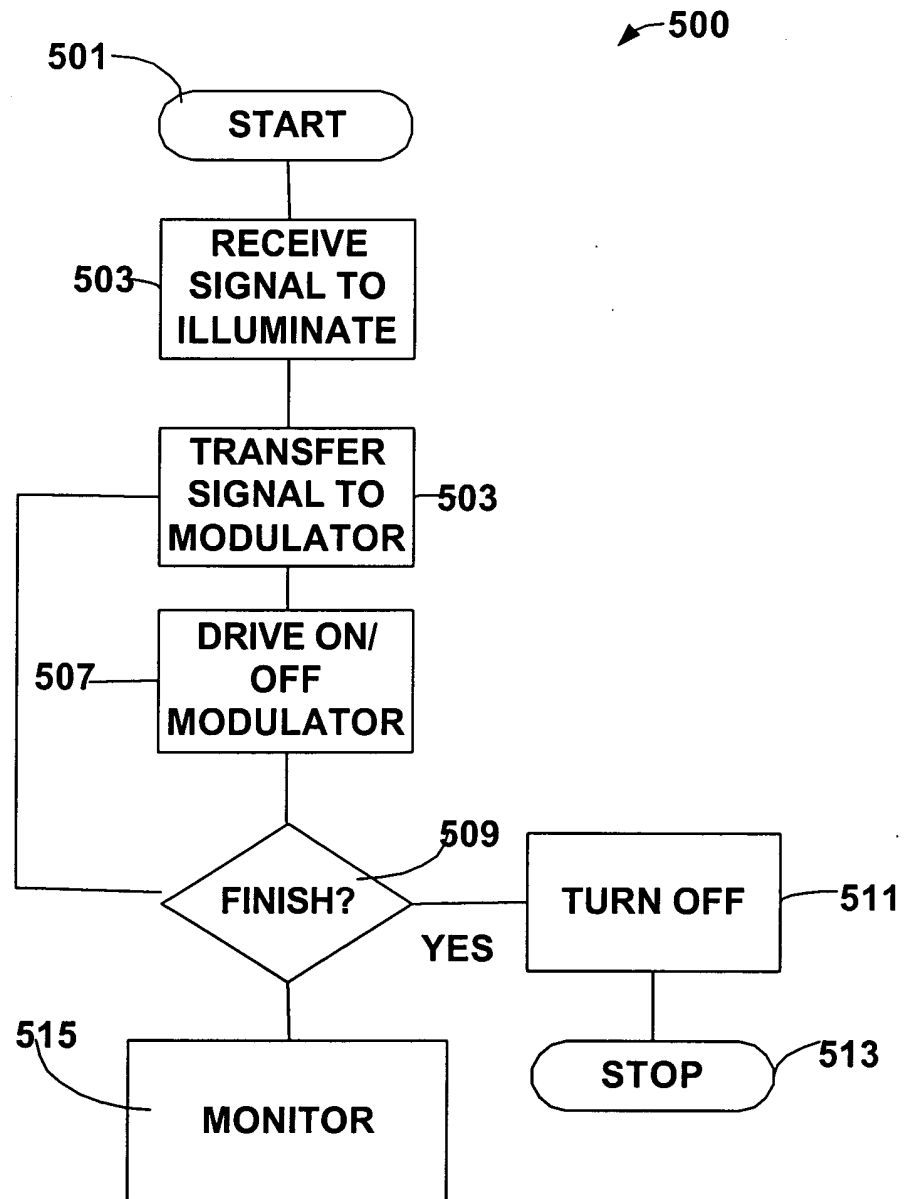 500
501
START
RECEIVE
SIGNAL TO
ILLUMINATE
503
TRANSFER
SIGNAL TO
MODULATOR
503
DRIVE ON/
OFF
MODULATOR
507
509
FINISH?
YES
TURN OFF
511
515
MONITOR
STOP
513